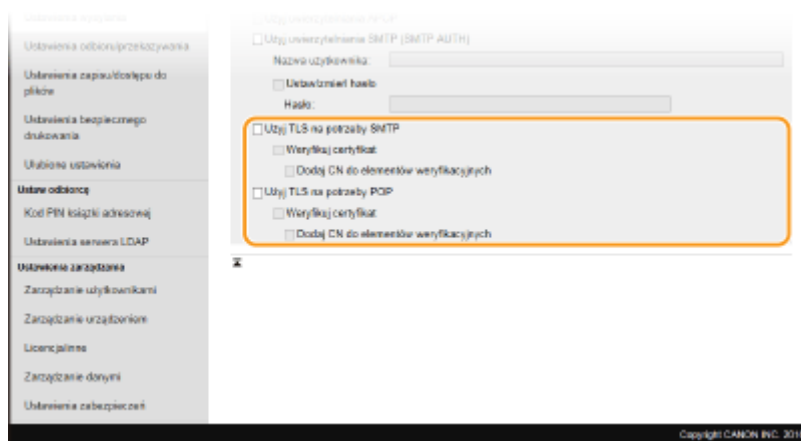 Ustawienia odbioru/przekazywania
Ustawienia zapisu/dostępu do
plików
Ustawienia bezpiecznego
drukowania
Ulubione ustawienia
Ustaw odbiorcę
Kod PIN książki adresowej
Ustawienia serwera LDAP
Ustawienia zarządzania
Zarządzanie użytkownikami
Zarządzanie urządzeniem
Licencja/inne
Zarządzanie danymi
Ustawienia zabezpieczeń
Użyj uwierzytelnienia SMTP (SMTP AUTH)
Nazwa użytkownika:
Ustaw/zmień hasło
Hasło:
Użyj TLS na potrzeby SMTP
Weryfikuj certyfikat
Dodaj CN do elementów weryfikacyjnych
Użyj TLS na potrzeby POP
Weryfikuj certyfikat
Dodaj CN do elementów weryfikacyjnych
Copyright CANON INC.